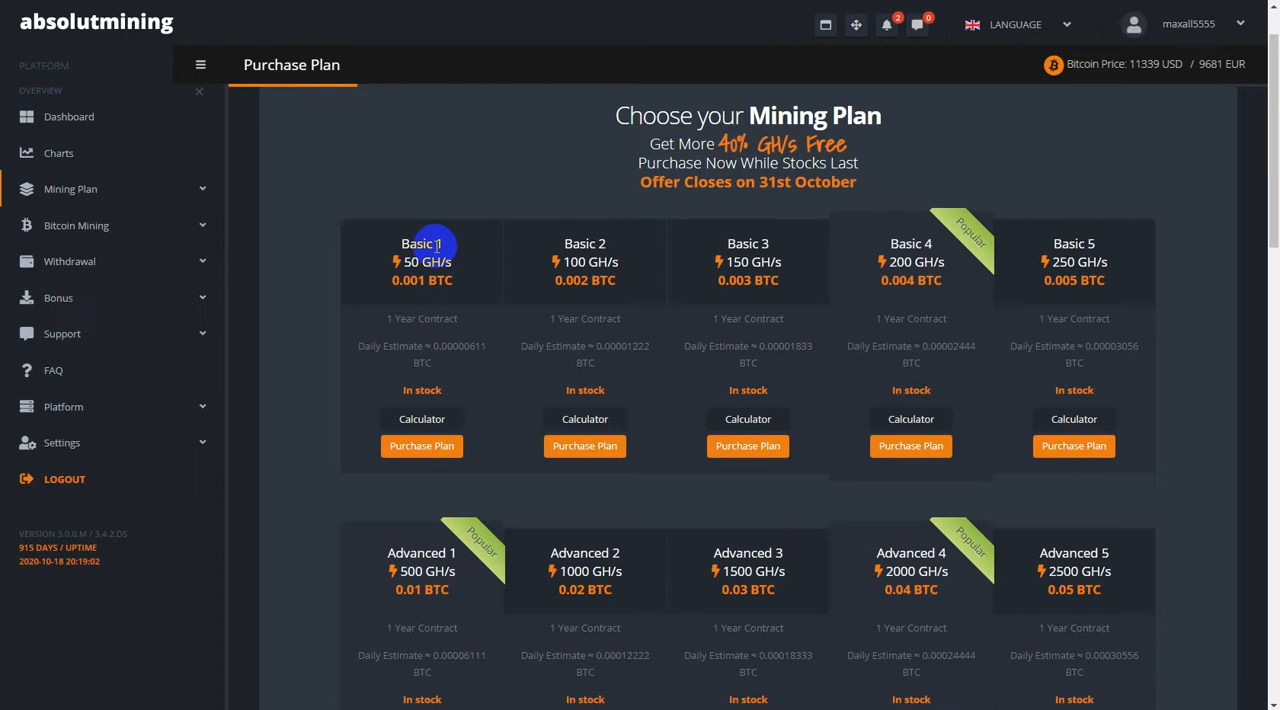 absolutmining
2
0
LANGUAGE
maxall5555
PLATFORM
OVERVIEW
Dashboard
Charts
Mining Plan
Bitcoin Mining
Withdrawal
Bonus
Support
FAQ
Platform
Settings
LOGOUT
VERSION 3.0.0.M / 3.4.2.DS
915 DAYS / UPTIME
2020-10-18 20:19:02
Purchase Plan
Bitcoin Price: 11339 USD / 9681 EUR
Choose your Mining Plan
Get More 40% GH/s Free
Purchase Now While Stocks Last
Offer Closes on 31st October
Basic 1
50 GH/s
0.001 BTC
1 Year Contract
Daily Estimate ≈ 0.00000611
BTC
In stock
Calculator
Purchase Plan
Basic 2
100 GH/s
0.002 BTC
1 Year Contract
Daily Estimate ≈ 0.00001222
BTC
In stock
Calculator
Purchase Plan
Basic 3
150 GH/s
0.003 BTC
1 Year Contract
Daily Estimate ≈ 0.00001833
BTC
In stock
Calculator
Purchase Plan
Popular
Basic 4
200 GH/s
0.004 BTC
1 Year Contract
Daily Estimate ≈ 0.00002444
BTC
In stock
Calculator
Purchase Plan
Basic 5
250 GH/s
0.005 BTC
1 Year Contract
Daily Estimate ≈ 0.00003056
BTC
In stock
Calculator
Purchase Plan
Popular
Advanced 1
500 GH/s
0.01 BTC
1 Year Contract
Daily Estimate ≈ 0.00006111
BTC
In stock
Advanced 2
1000 GH/s
0.02 BTC
1 Year Contract
Daily Estimate ≈ 0.00012222
BTC
In stock
Advanced 3
1500 GH/s
0.03 BTC
1 Year Contract
Daily Estimate ≈ 0.00018333
BTC
In stock
Popular
Advanced 4
2000 GH/s
0.04 BTC
1 Year Contract
Daily Estimate ≈ 0.00024444
BTC
In stock
Advanced 5
2500 GH/s
0.05 BTC
1 Year Contract
Daily Estimate ≈ 0.00030556
BTC
In stock